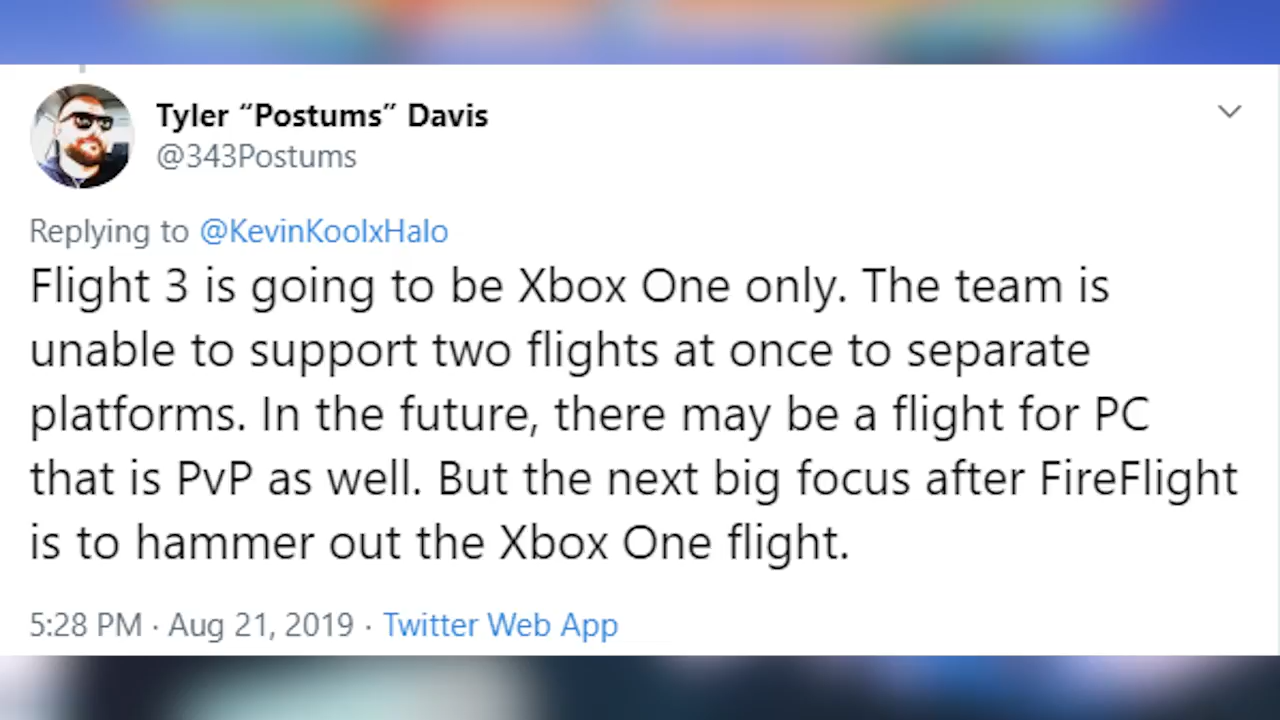 Tyler “Postums” Davis
@343Postums
Replying to @KevinKoolxHalo
Flight 3 is going to be Xbox One only. The team is
unable to support two flights at once to separate
platforms. In the future, there may be a flight for PC
that is PvP as well. But the next big focus after FireFlight
is to hammer out the Xbox One flight.
5:28 PM · Aug 21, 2019 · Twitter Web App